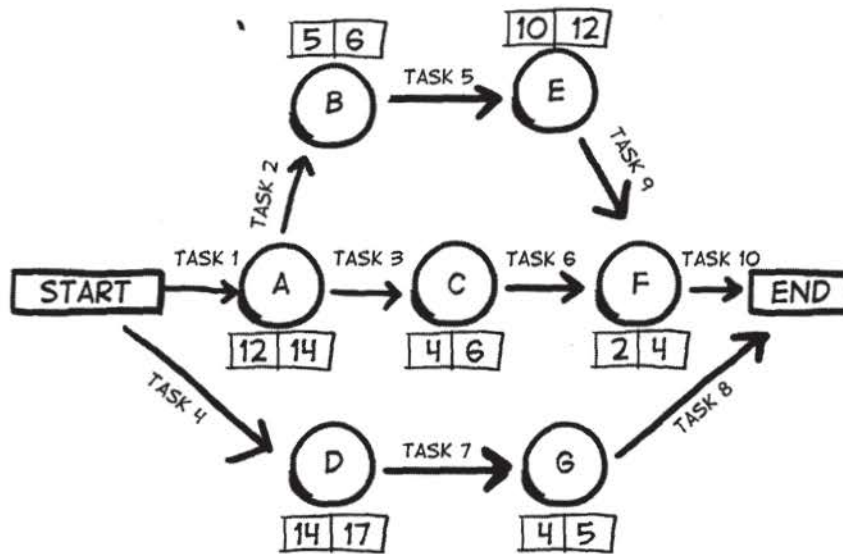 5 6
10 12
B
TASK 5
E
TASK 2
TASK 9
START
TASK 1
A
TASK 3
C
TASK 6
F
TASK 10
END
12 14
4 6
2 4
TASK 4
TASK 8
D
TASK 7
G
14 17
4 5